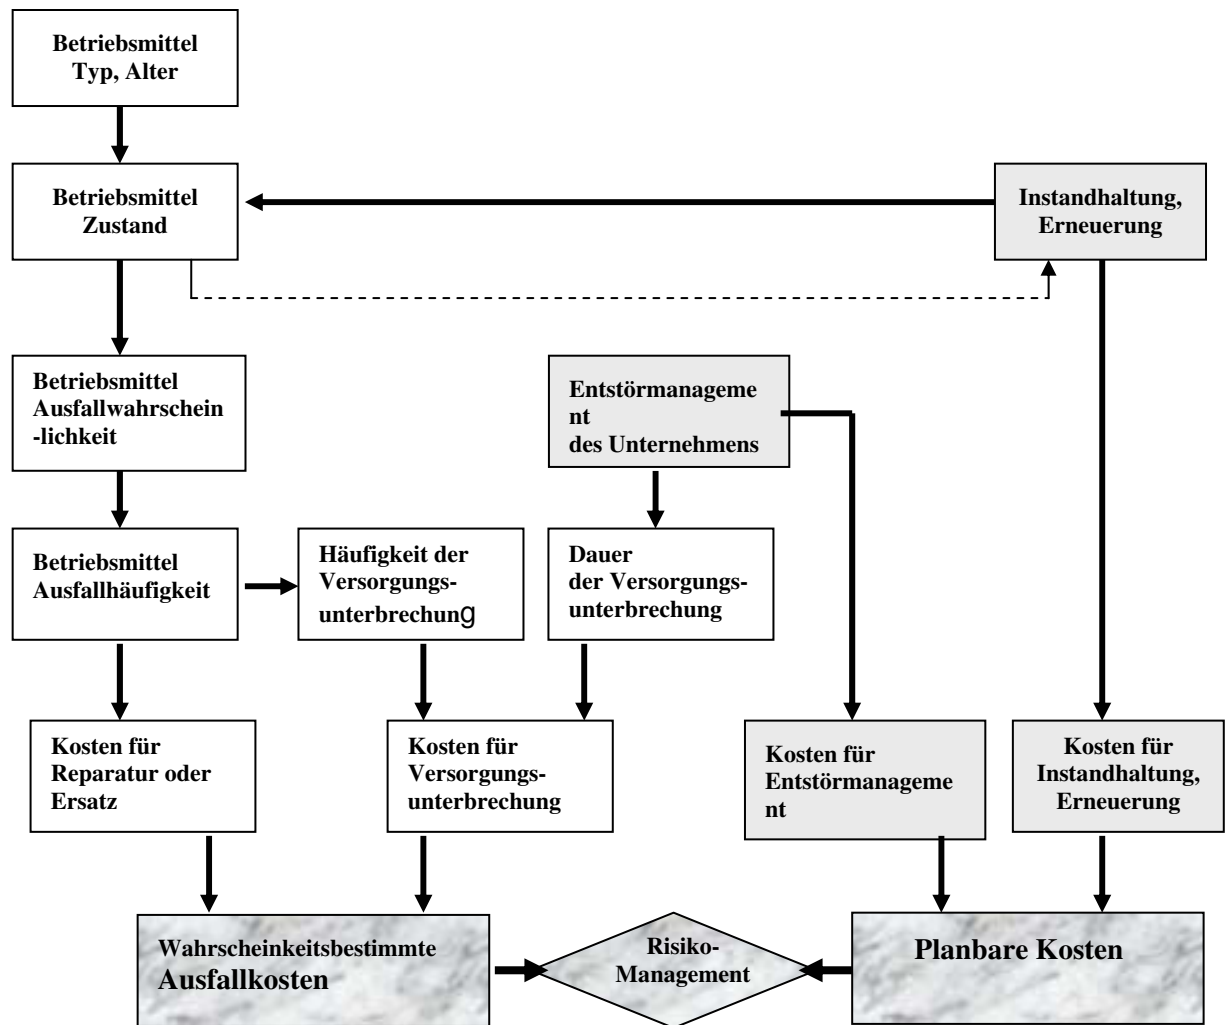 Betriebsmittel
Typ, Alter
Betriebsmittel
Zustand
Instandhaltung,
Erneuerung
Betriebsmittel
Ausfallwahrschein
-lichkeit
Entstörmanageme
nt
des Unternehmens
Betriebsmittel
Ausfallhäufigkeit
Häufigkeit der
Versorgungs-
unterbrechung
Dauer
der Versorgungs-
unterbrechung
Kosten für
Reparatur oder
Ersatz
Kosten für
Versorgungs-
unterbrechung
Kosten für
Entstörmanageme
nt
Kosten für
Instandhaltung,
Erneuerung
Wahrscheinkeitsbestimmte
Ausfallkosten
Risiko-
Management
Planbare Kosten